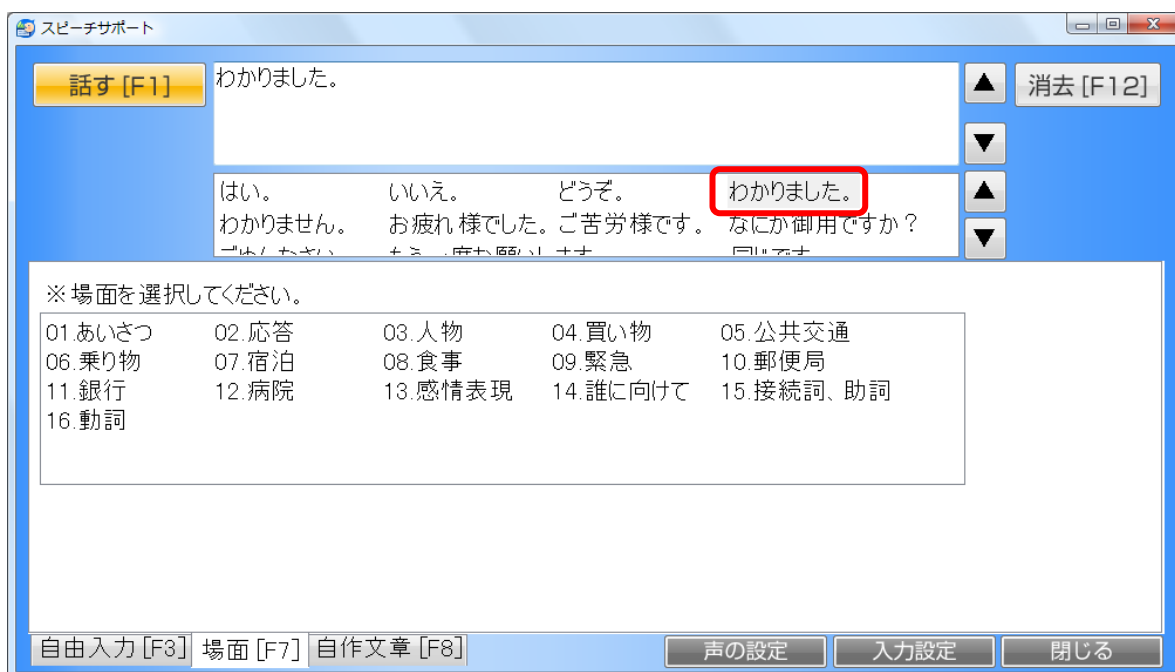 スピーチサポート
話す [F1]
わかりました。
消去 [F12]
はい。 いいえ。 どうぞ。 わかりました。
わかりません。 お疲れ様でした。 ご苦労様です。 なにか御用ですか？
※場面を選択してください。
01.あいさつ 02.応答 03.人物 04.買い物 05.公共交通
06.乗り物 07.宿泊 08.食事 09.緊急 10.郵便局
11.銀行 12.病院 13.感情表現 14.誰に向けて 15.接続詞、助詞
16.動詞
自由入力 [F3] 場面 [F7] 自作文章 [F8] 声の設定 入力設定 閉じる